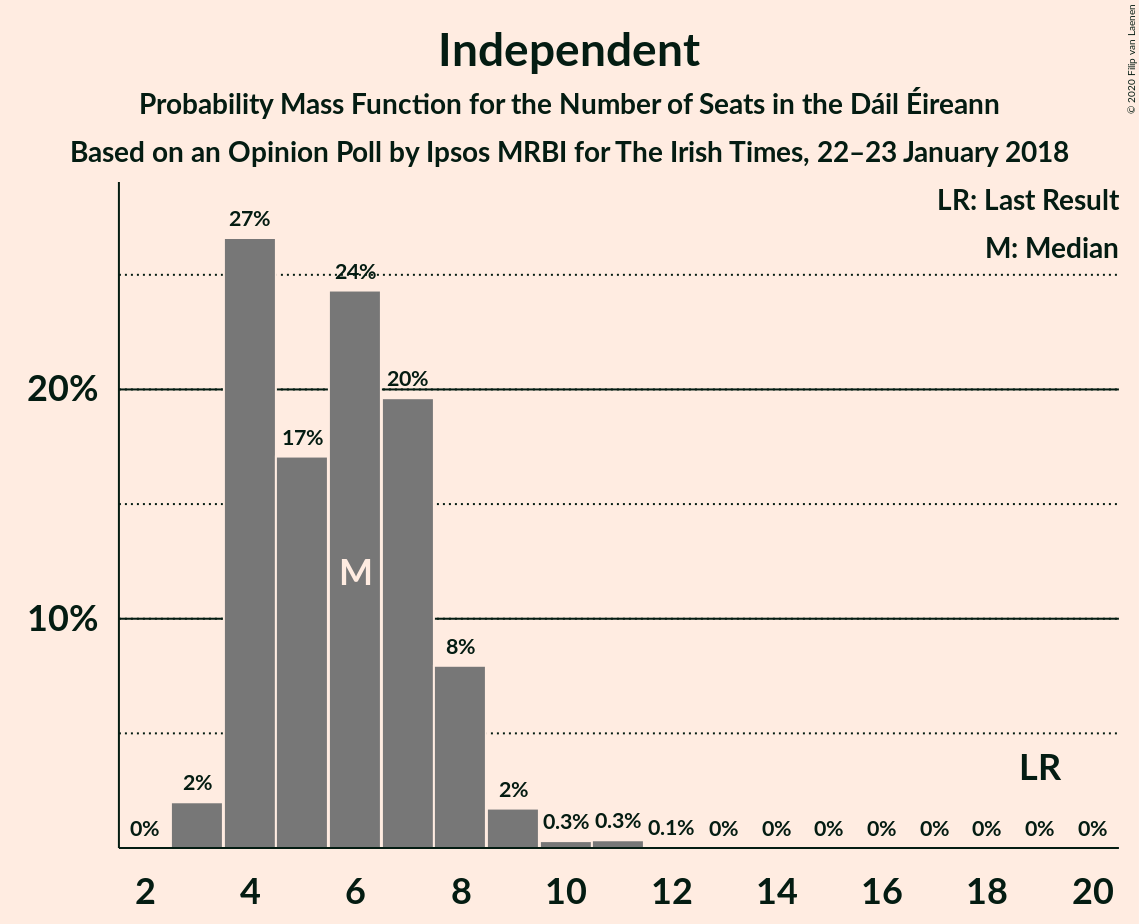 Independent
Probability Mass Function for the Number of Seats in the Dáil Éireann
Based on an Opinion Poll by Ipsos MRBI for The Irish Times, 22–23 January 2018
© 2020 Filip van Laenen
LR: Last Result
M: Median
27%
24%
20%
20%
17%
M
10%
8%
LR
2%
2%
0% 0.3% 0.3% 0.1% 0% 0% 0% 0% 0% 0% 0% 0%
2 4 6 8 10 12 14 16 18 20